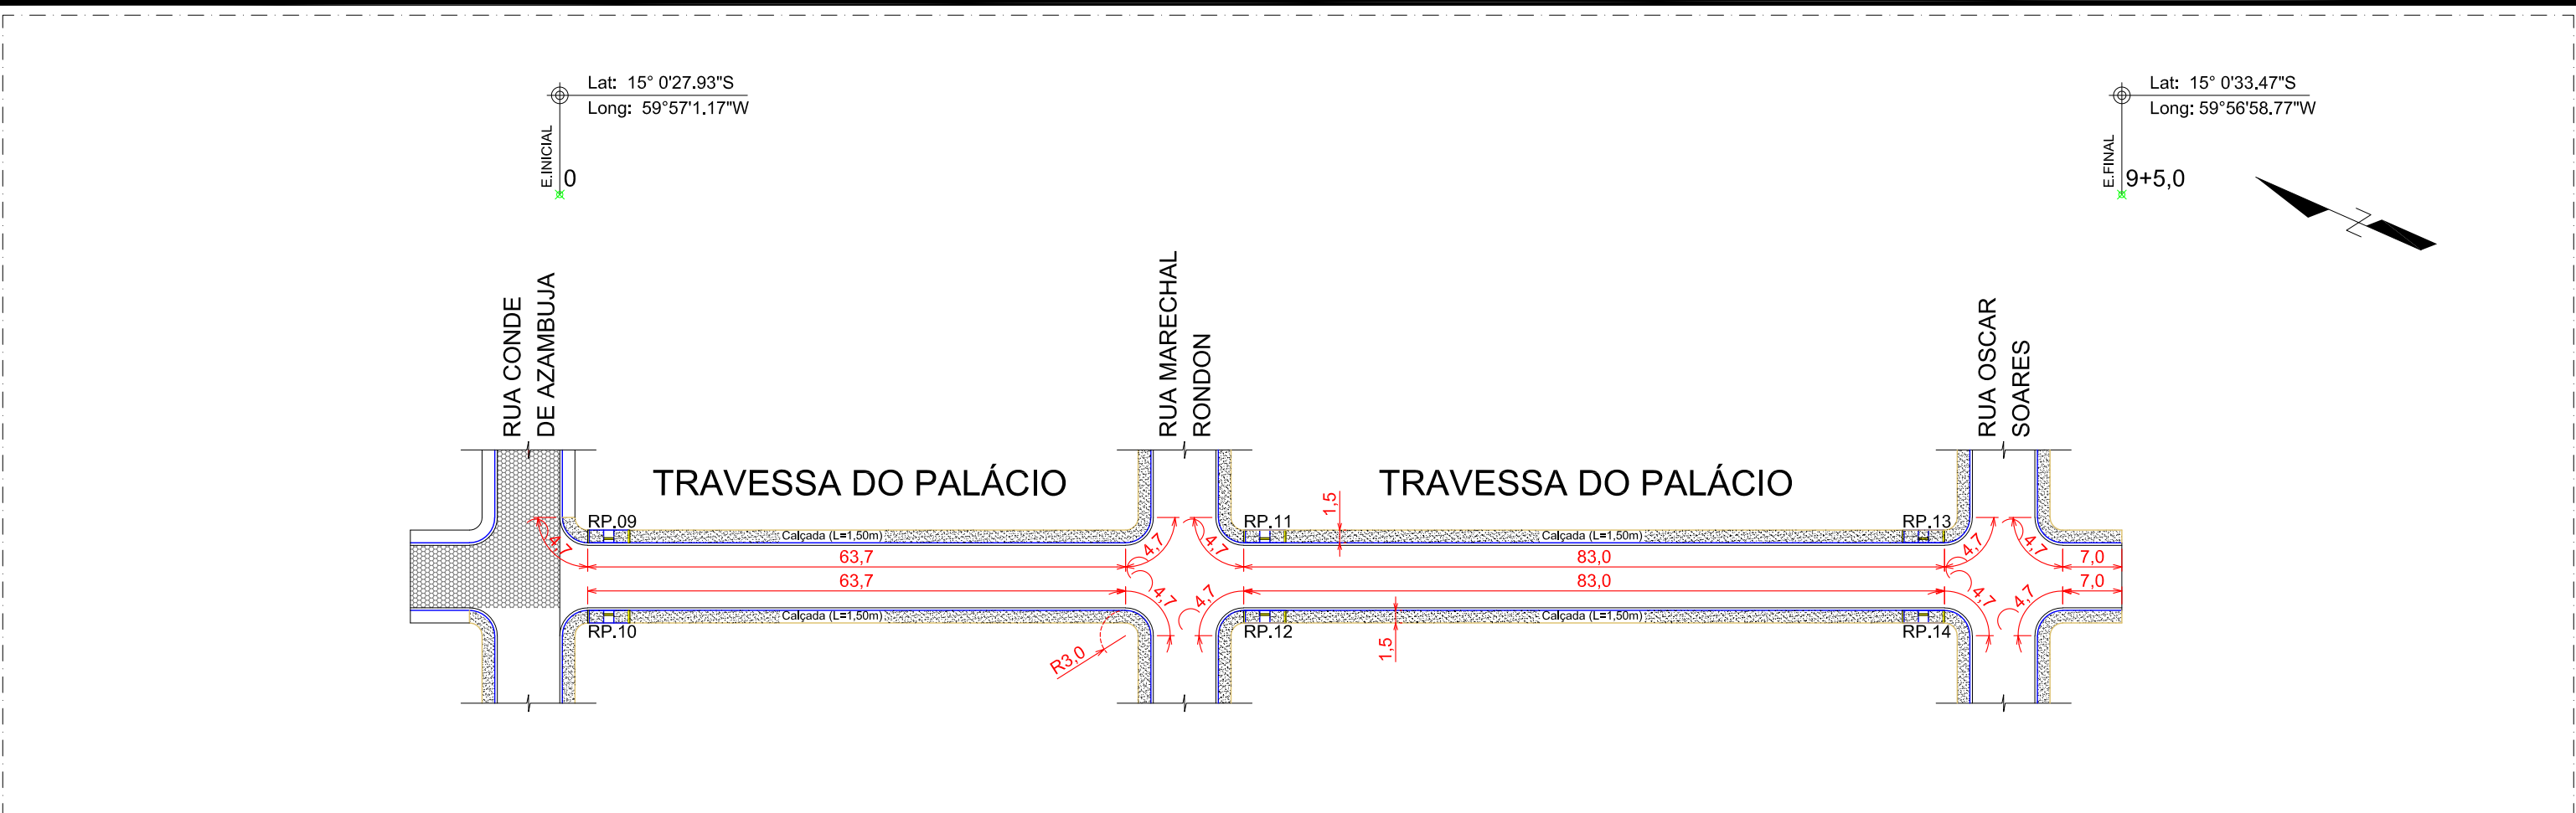 Lat: 15° 0'27.93"S
Long: 59°57'1.17"W
E.INICIAL
0
Lat: 15° 0'33.47"S
Long: 59°56'58.77"W
E.FINAL
9+5,0
N
RUA CONDE
DE AZAMBUJA
RUA MARECHAL
RONDON
RUA OSCAR
SOARES
TRAVESSA DO PALÁCIO
TRAVESSA DO PALÁCIO
1,5
RP.09
RP.11
RP.13
Calçada (L=1,50m)
Calçada (L=1,50m)
4,7
4,7
4,7
4,7
4,7
63,7
83,0
7,0
63,7
83,0
7,0
4,7
4,7
4,7
4,7
Calçada (L=1,50m)
Calçada (L=1,50m)
RP.10
RP.12
RP.14
R3,0
1,5